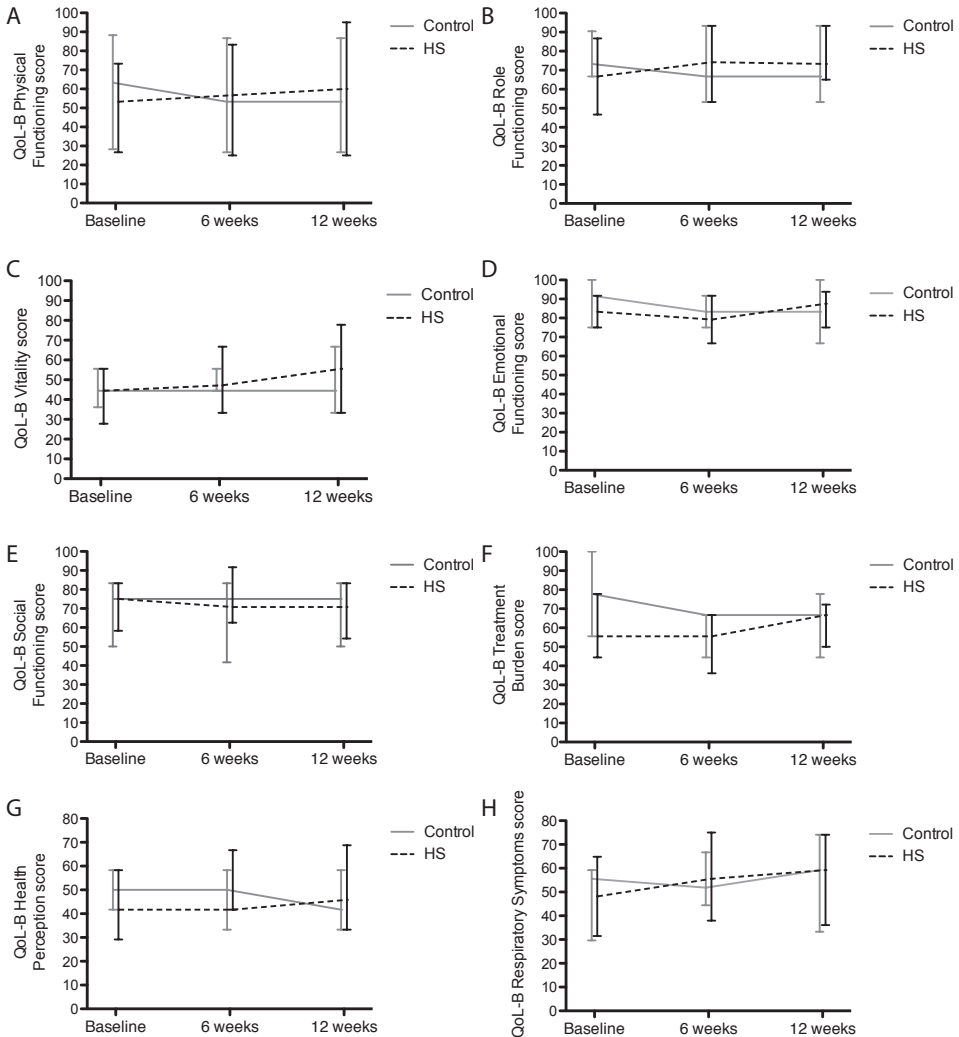 A
QoL-B Physical
Functioning score
100
90
80
70
60
50
40
30
20
10
0
Baseline
6 weeks
12 weeks
Control
HS
B
QoL-B Role
Functioning score
100
90
80
70
60
50
40
30
20
10
0
Baseline
6 weeks
12 weeks
Control
HS
C
QoL-B Vitality score
100
90
80
70
60
50
40
30
20
10
0
Baseline
6 weeks
12 weeks
Control
HS
D
QoL-B Emotional
Functioning score
100
90
80
70
60
50
40
30
20
10
0
Baseline
6 weeks
12 weeks
Control
HS
E
QoL-B Social
Functioning score
100
90
80
70
60
50
40
30
20
10
0
Baseline
6 weeks
12 weeks
Control
HS
F
QoL-B Treatment
Burden score
100
90
80
70
60
50
40
30
20
10
0
Baseline
6 weeks
12 weeks
Control
HS
G
QoL-B Health
Perception score
80
70
60
50
40
30
20
10
0
Baseline
6 weeks
12 weeks
Control
HS
H
QoL-B Respiratory Symptoms score
80
70
60
50
40
30
20
10
0
Baseline
6 weeks
12 weeks
Control
HS